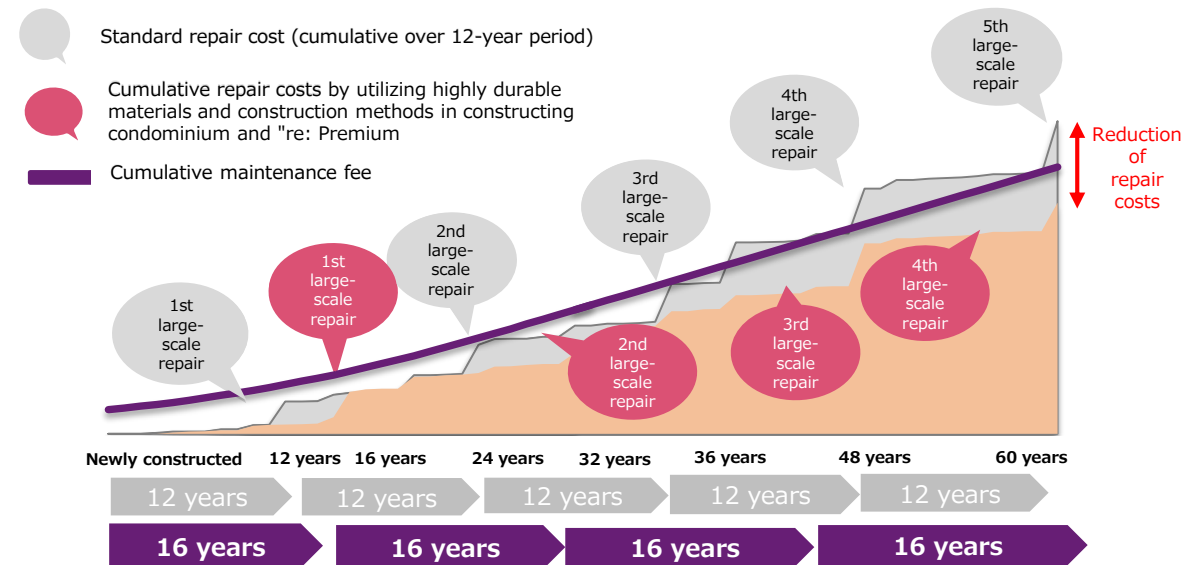 Standard repair cost (cumulative over 12-year period)
Cumulative repair costs by utilizing highly durable
materials and construction methods in constructing
condominium and "re: Premium
Cumulative maintenance fee
1st
large-
scale
repair
1st
large-
scale
repair
2nd
large-
scale
repair
2nd
large-
scale
repair
3rd
large-
scale
repair
3rd
large-
scale
repair
4th
large-
scale
repair
4th
large-
scale
repair
5th
large-
scale
repair
Reduction
of
repair
costs
Newly constructed 12 years 16 years 24 years 32 years 36 years 48 years 60 years
12 years 12 years 12 years 12 years 12 years
16 years 16 years 16 years 16 years